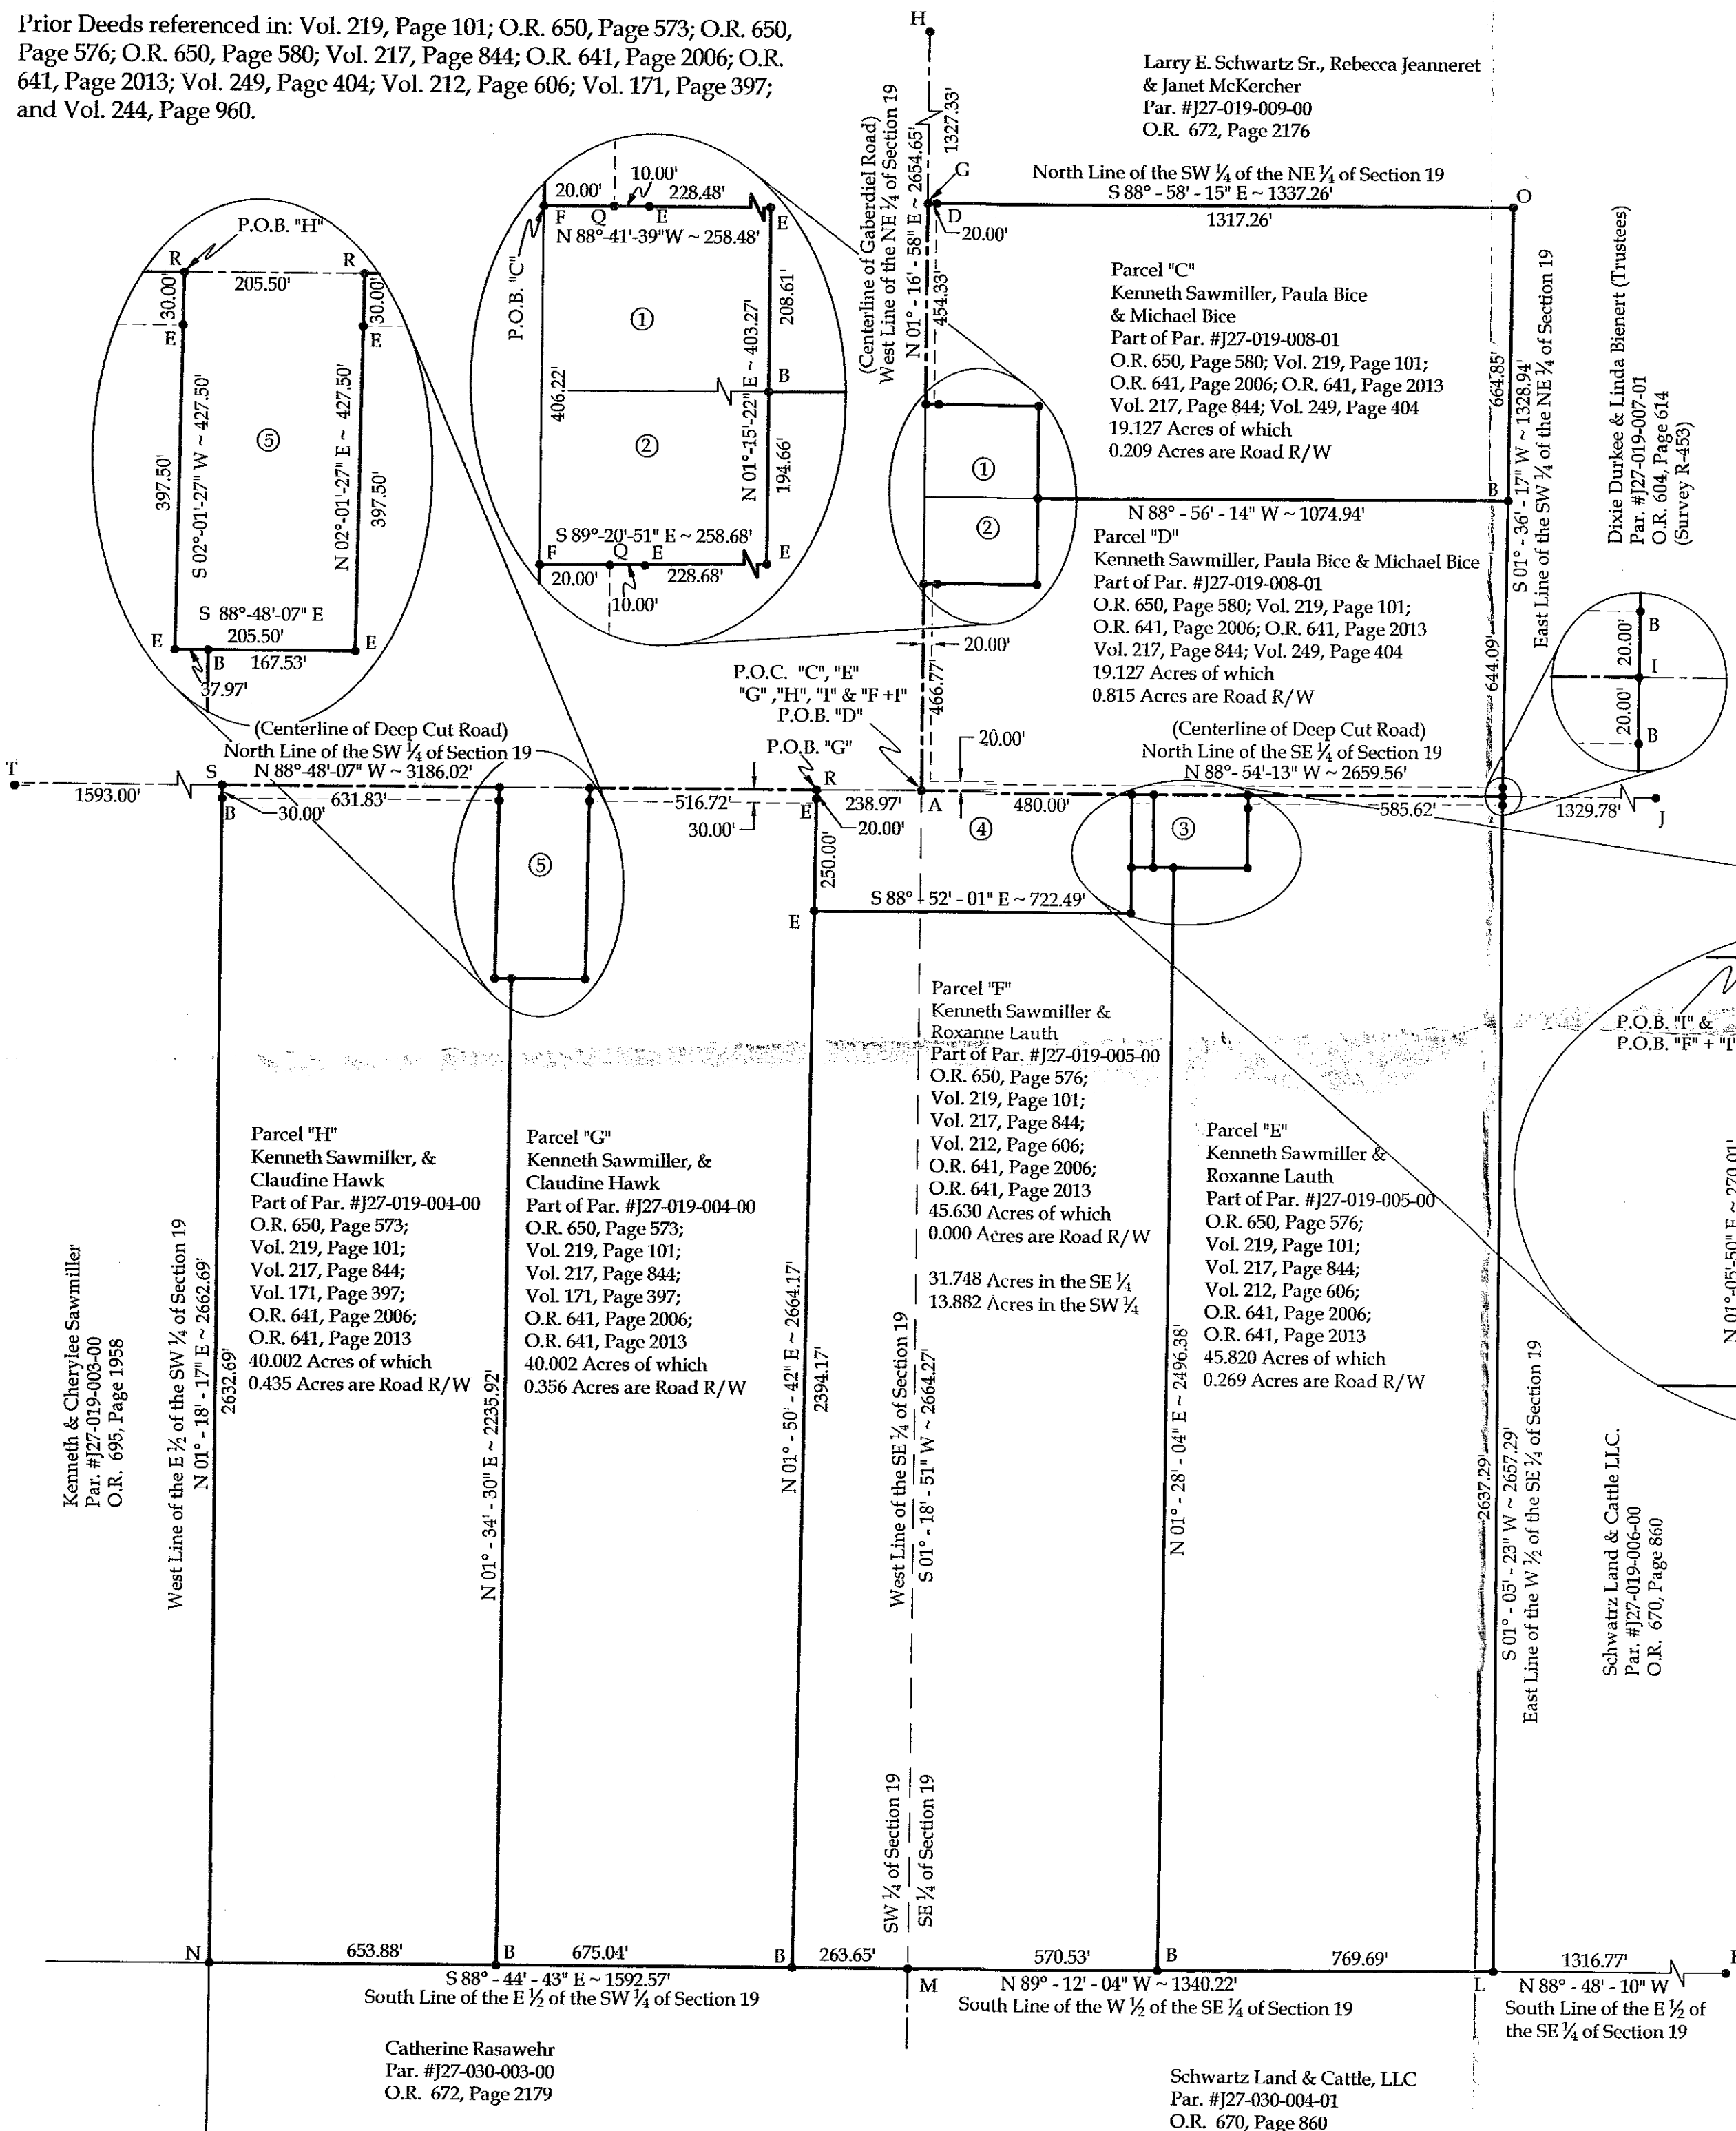 Prior Deeds referenced in: Vol. 219, Page 101; O.R. 650, Page 573; O.R. 650,
Page 576; O.R. 650, Page 580; Vol. 217, Page 844; O.R. 641, Page 2006; O.R.
641, Page 2013; Vol. 249, Page 404; Vol. 212, Page 606; Vol. 171, Page 397;
and Vol. 244, Page 960.
H
Larry E. Schwartz Sr., Rebecca Jeanneret
& Janet McKercher
Par. #J27-019-009-00
O.R. 672, Page 2176
(Centerline of Gaberdiel Road)
West Line of the NE ¼ of Section 19
N 01° - 16' - 58" E ~ 2654.65'
1327.33'
G
North Line of the SW ¼ of the NE ¼ of Section 19
S 88° - 58' - 15" E ~ 1337.26'
D
1317.26'
O
20.00'
454.33'
P.O.B. "H"
R
R
205.50'
30.00'
30.00'
E
E
S 02°-01'-27" W ~ 427.50'
N 02°-01'-27" E ~ 427.50'
397.50'
397.50'
⑤
S 88°-48'-07" E
205.50'
E
B
167.53'
E
37.97'
10.00'
20.00'
228.48'
F
Q
E
E
N 88°-41'-39"W ~ 258.48'
P.O.B. "C"
①
208.61'
N 01°-15'-22" E ~ 403.27'
B
406.22'
②
194.66'
S 89°-20'-51" E ~ 258.68'
F
Q
E
E
20.00'
228.68'
10.00'
Parcel "C"
Kenneth Sawmiller, Paula Bice
& Michael Bice
Part of Par. #J27-019-008-01
O.R. 650, Page 580; Vol. 219, Page 101;
O.R. 641, Page 2006; O.R. 641, Page 2013
Vol. 217, Page 844; Vol. 249, Page 404
19.127 Acres of which
0.209 Acres are Road R/W
①
②
664.85'
S 01° - 36' - 17" W ~ 1328.94'
East Line of the SW ¼ of the NE ¼ of Section 19
Dixie Durkee & Linda Bienert (Trustees)
Par. #J27-019-007-01
O.R. 604, Page 614
(Survey R-453)
B
N 88° - 56' - 14" W ~ 1074.94'
Parcel "D"
Kenneth Sawmiller, Paula Bice & Michael Bice
Part of Par. #J27-019-008-01
O.R. 650, Page 580; Vol. 219, Page 101;
O.R. 641, Page 2006; O.R. 641, Page 2013
Vol. 217, Page 844; Vol. 249, Page 404
19.127 Acres of which
0.815 Acres are Road R/W
644.09'
20.00'
B
I
20.00'
B
20.00'
466.77'
P.O.C. "C", "E"
"G" ,"H", "I" & "F +I"
P.O.B. "D"
P.O.B. "G"
(Centerline of Deep Cut Road)
North Line of the SW ¼ of Section 19
N 88°-48'-07" W ~ 3186.02'
(Centerline of Deep Cut Road)
North Line of the SE ¼ of Section 19
N 88°- 54'-13" W ~ 2659.56'
20.00'
T
S
R
1593.00'
B
30.00'
631.83'
516.72'
30.00'
E
238.97'
20.00'
A
④
480.00'
③
585.62'
1329.78'
J
⑤
250.00'
E
S 88° - 52' - 01" E ~ 722.49'
Parcel "F"
Kenneth Sawmiller &
Roxanne Lauth
Part of Par. #J27-019-005-00
O.R. 650, Page 576;
Vol. 219, Page 101;
Vol. 217, Page 844;
Vol. 212, Page 606;
O.R. 641, Page 2006;
O.R. 641, Page 2013
45.630 Acres of which
0.000 Acres are Road R/W
31.748 Acres in the SE ¼
13.882 Acres in the SW ¼
P.O.B. "I" &
P.O.B. "F" + "I"
N 01°-05'-50" E ~ 270.01'
Parcel "H"
Kenneth Sawmiller, &
Claudine Hawk
Part of Par. #J27-019-004-00
O.R. 650, Page 573;
Vol. 219, Page 101;
Vol. 217, Page 844;
Vol. 171, Page 397;
O.R. 641, Page 2006;
O.R. 641, Page 2013
40.002 Acres of which
0.435 Acres are Road R/W
Parcel "G"
Kenneth Sawmiller, &
Claudine Hawk
Part of Par. #J27-019-004-00
O.R. 650, Page 573;
Vol. 219, Page 101;
Vol. 217, Page 844;
Vol. 171, Page 397;
O.R. 641, Page 2006;
O.R. 641, Page 2013
40.002 Acres of which
0.356 Acres are Road R/W
Parcel "E"
Kenneth Sawmiller &
Roxanne Lauth
Part of Par. #J27-019-005-00
O.R. 650, Page 576;
Vol. 219, Page 101;
Vol. 217, Page 844;
Vol. 212, Page 606;
O.R. 641, Page 2006;
O.R. 641, Page 2013
45.820 Acres of which
0.269 Acres are Road R/W
Kenneth & Cherylee Sawmiller
Par. #J27-019-003-00
O.R. 695, Page 1958
West Line of the E ½ of the SW ¼ of Section 19
N 01° - 18' - 17" E ~ 2662.69'
2632.69'
N 01° - 34' - 30" E ~ 2235.92'
N 01° - 50' - 42" E ~ 2664.17'
2394.17'
West Line of the SE ¼ of Section 19
S 01° - 18' - 51" W ~ 2664.27'
N 01° - 28' - 04" E ~ 2496.38'
2637.29'
S 01° - 05' - 23" W ~ 2657.29'
East Line of the W ½ of the SE ¼ of Section 19
Schwatrz Land & Cattle LLC.
Par. #J27-019-006-00
O.R. 670, Page 860
SW ¼ of Section 19
SE ¼ of Section 19
N
653.88'
B
675.04'
B
263.65'
M
570.53'
B
769.69'
L
1316.77'
S 88° - 44' - 43" E ~ 1592.57'
South Line of the E ½ of the SW ¼ of Section 19
N 89° - 12' - 04" W ~ 1340.22'
South Line of the W ½ of the SE ¼ of Section 19
N 88° - 48' - 10" W
South Line of the E ½ of
the SE ¼ of Section 19
Catherine Rasawehr
Par. #J27-030-003-00
O.R. 672, Page 2179
Schwartz Land & Cattle, LLC
Par. #J27-030-004-01
O.R. 670, Page 860